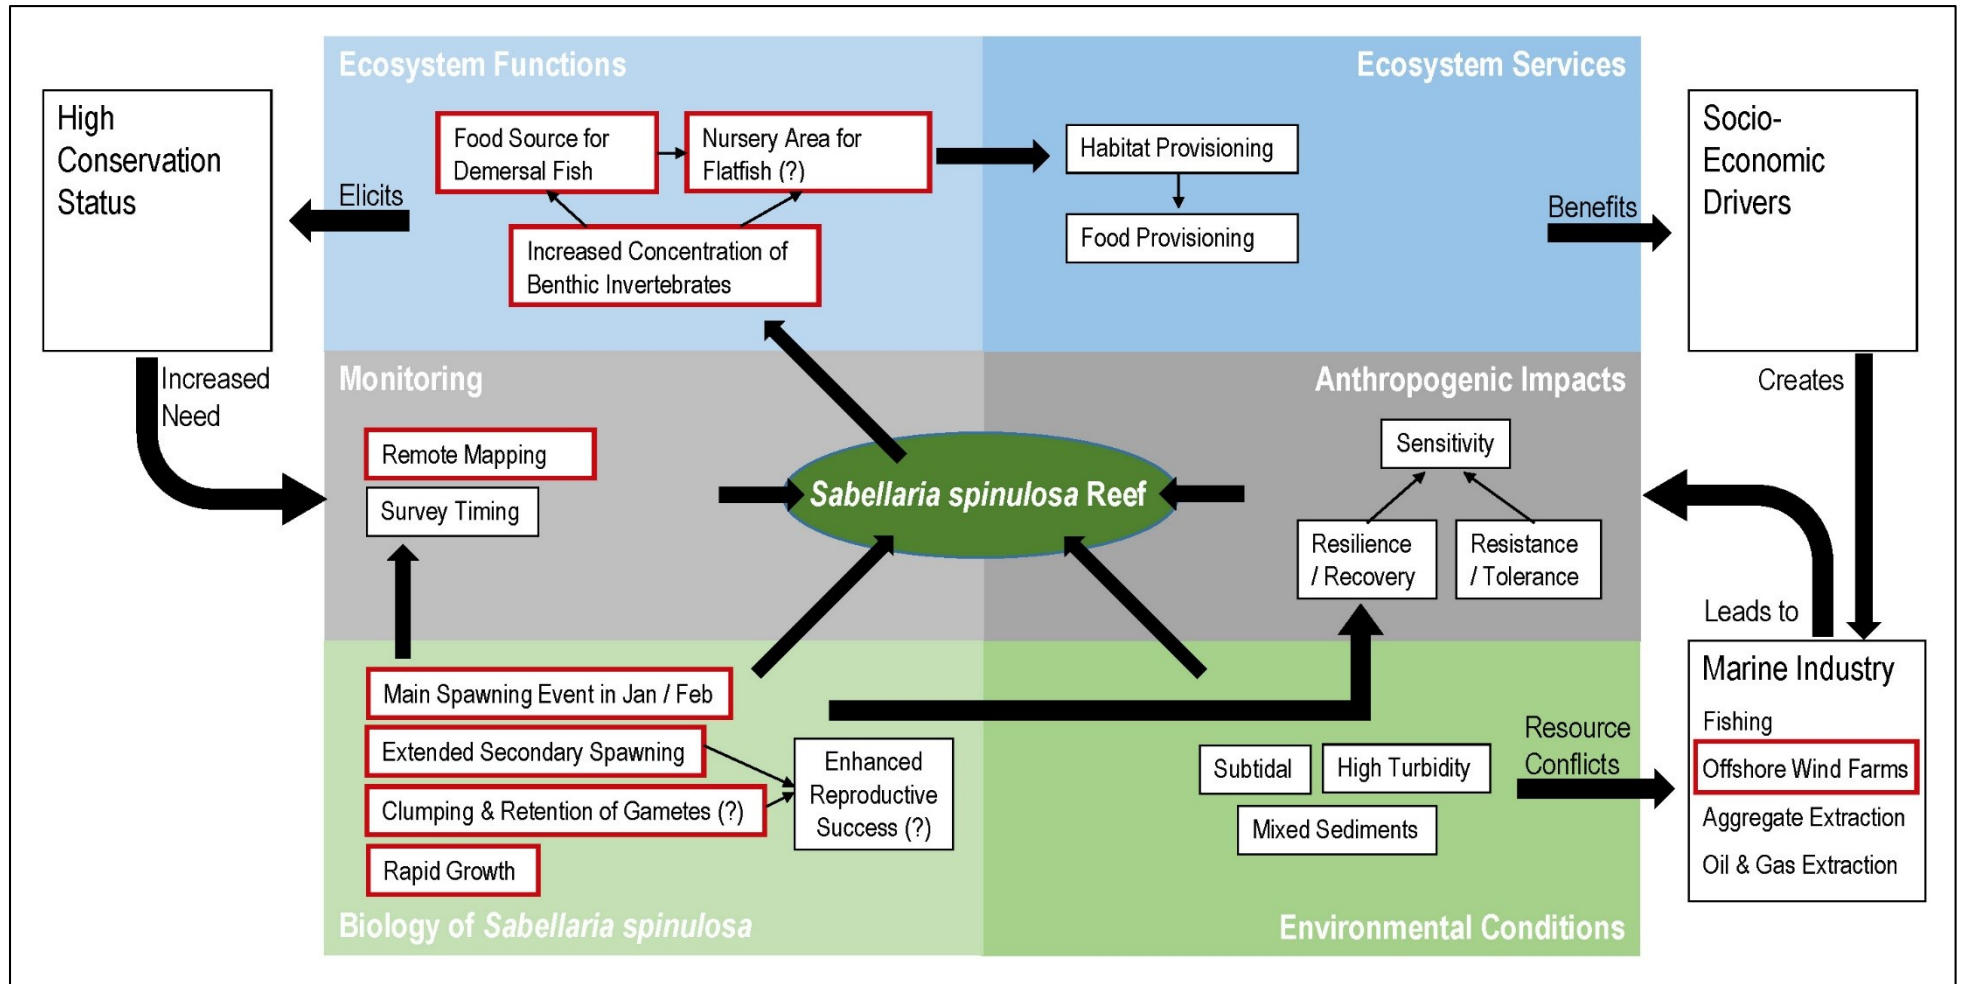 Ecosystem Functions
Ecosystem Services
High
Conservation
Status
Food Source for
Demersal Fish
Nursery Area for
Flatfish (?)
Increased Concentration of
Benthic Invertebrates
Habitat Provisioning
Food Provisioning
Socio-
Economic
Drivers
Elicits
Benefits
Increased
Need
Monitoring
Anthropogenic Impacts
Creates
Remote Mapping
Survey Timing
Sabellaria spinulosa Reef
Sensitivity
Resilience
/ Recovery
Resistance
/ Tolerance
Leads to
Main Spawning Event in Jan / Feb
Extended Secondary Spawning
Clumping & Retention of Gametes (?)
Rapid Growth
Enhanced
Reproductive
Success (?)
Biology of Sabellaria spinulosa
Subtidal
High Turbidity
Mixed Sediments
Environmental Conditions
Resource
Conflicts
Marine Industry
Fishing
Offshore Wind Farms
Aggregate Extraction
Oil & Gas Extraction